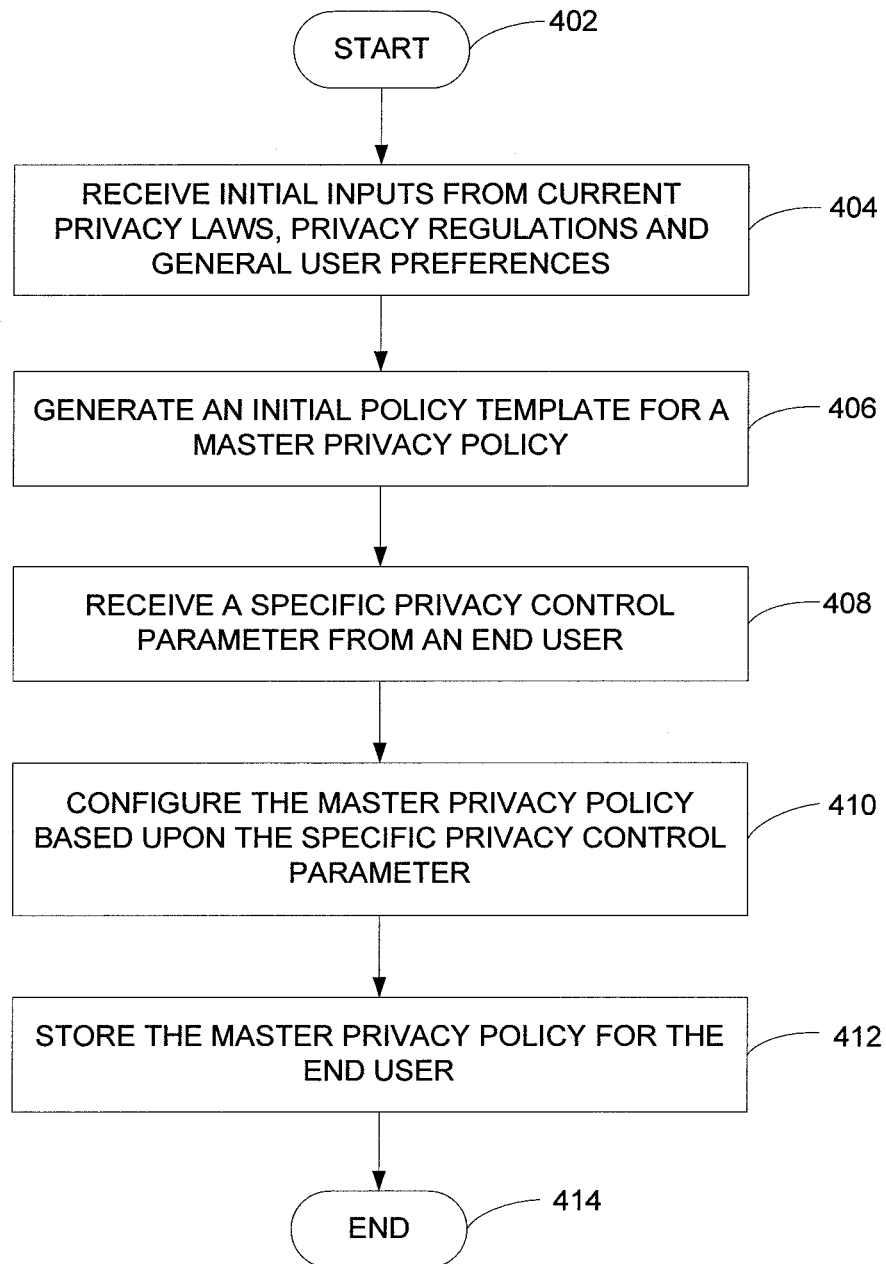 START
402
RECEIVE INITIAL INPUTS FROM CURRENT
PRIVACY LAWS, PRIVACY REGULATIONS AND
GENERAL USER PREFERENCES
404
GENERATE AN INITIAL POLICY TEMPLATE FOR A
MASTER PRIVACY POLICY
406
RECEIVE A SPECIFIC PRIVACY CONTROL
PARAMETER FROM AN END USER
408
CONFIGURE THE MASTER PRIVACY POLICY
BASED UPON THE SPECIFIC PRIVACY CONTROL
PARAMETER
410
STORE THE MASTER PRIVACY POLICY FOR THE
END USER
412
END
414